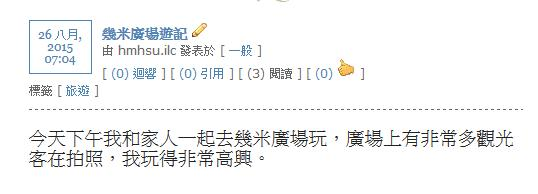 26 八月,
2015
07:04
幾米廣場遊記
由 hmhsu.ilc 發表於 [ 一般 ]
[ (0) 迴響 ] [ (0) 引用 ] [ (3) 閱讀 ] [ (0) ]
標籤 [ 旅遊 ]
今天下午我和家人一起去幾米廣場玩，廣場上有非常多觀光
客在拍照，我玩得非常高興。